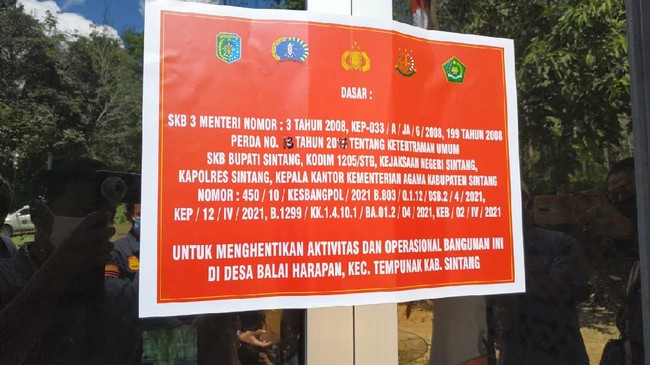 DASAR :
SKB 3 MENTERI NOMOR : 3 TAHUN 2008, KEP-033 / A / JA / 6 / 2008, 199 TAHUN 2008
PERDA NO. 13 TAHUN 2017 TENTANG KETENTRAMAN UMUM
SKB BUPATI SINTANG, KODIM 1205/STG, KEJAKSAAN NEGERI SINTANG,
KAPOLRES SINTANG, KEPALA KANTOR KEMENTERIAN AGAMA KABUPATEN SINTANG
NOMOR : 450 / 10 / KESBANGPOL / 2021 B.803 / O.1.12 / DSB.2 / 4 / 2021,
KEP / 12 / IV / 2021, B.1299 / KK.1.4.10.1 / BA.01.2 / 04 / 2021, KEB / 02 / IV / 2021
UNTUK MENGHENTIKAN AKTIVITAS DAN OPERASIONAL BANGUNAN INI
DI DESA BALAI HARAPAN, KEC. TEMPUNAK KAB. SINTANG